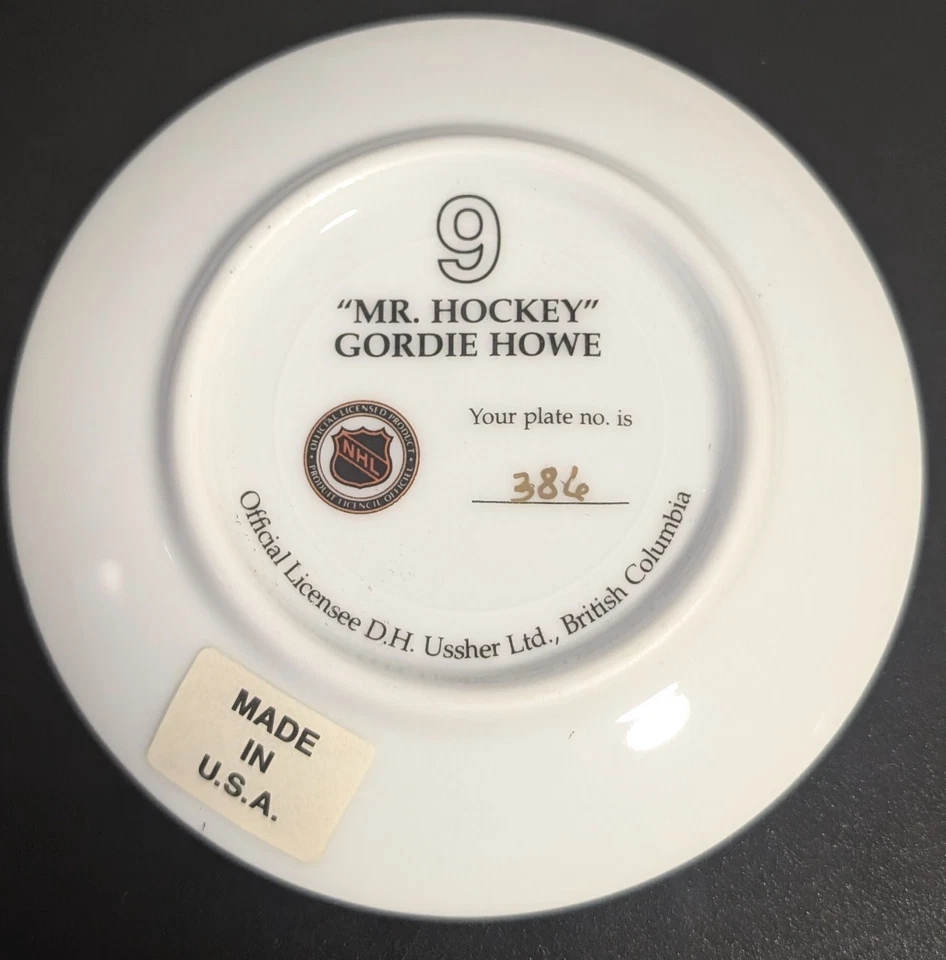 9
“MR. HOCKEY”
GORDIE HOWE
OFFICIAL LICENSED PRODUCT
NHL
PRODUIT LICENCIÉ OFFICIEL
Your plate no. is
386
Official Licensee D.H. Ussher Ltd., British Columbia
MADE
IN
U.S.A.